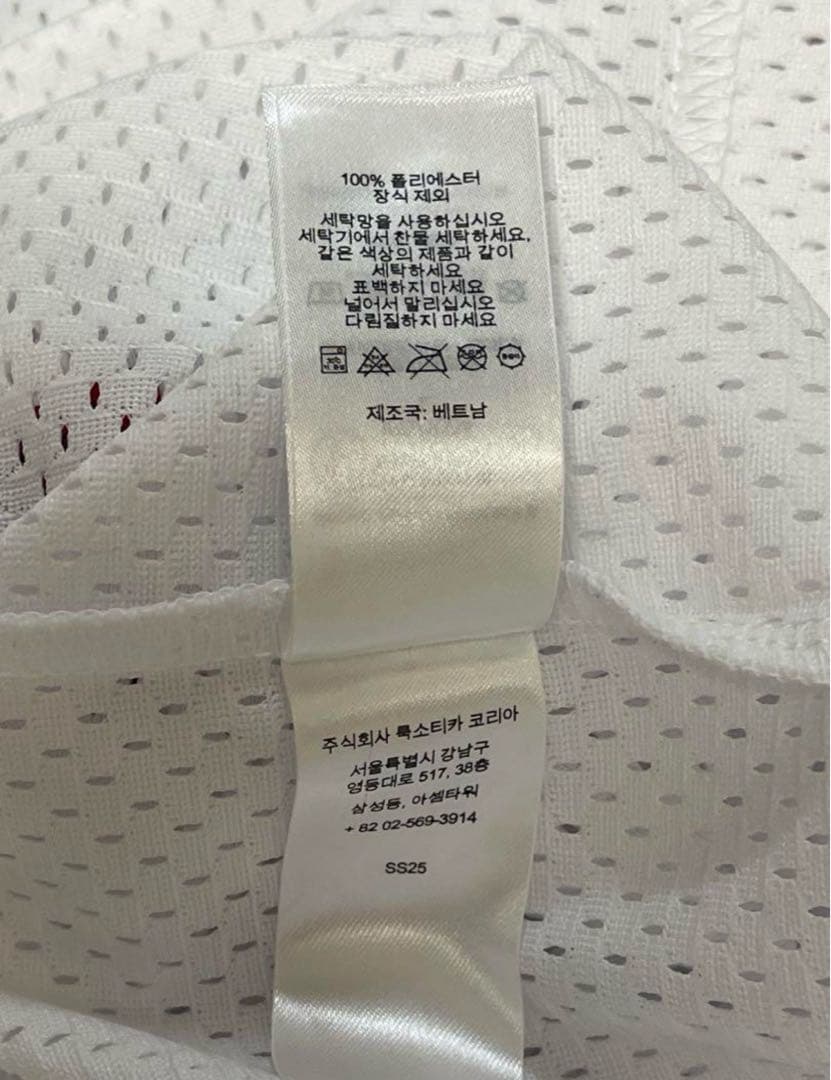 100% 폴리에스터
장식 제외
세탁망을 사용하십시오
세탁기에서 찬물 세탁하세요,
같은 색상의 제품과 같이
세탁하세요
표백하지 마세요
널어서 말리십시오
다림질하지 마세요
제조국: 베트남
주식회사 룩소티카 코리아
서울특별시 강남구
영동대로 517, 38층
삼성동, 아셈타워
+ 82 02-569-3914
SS25